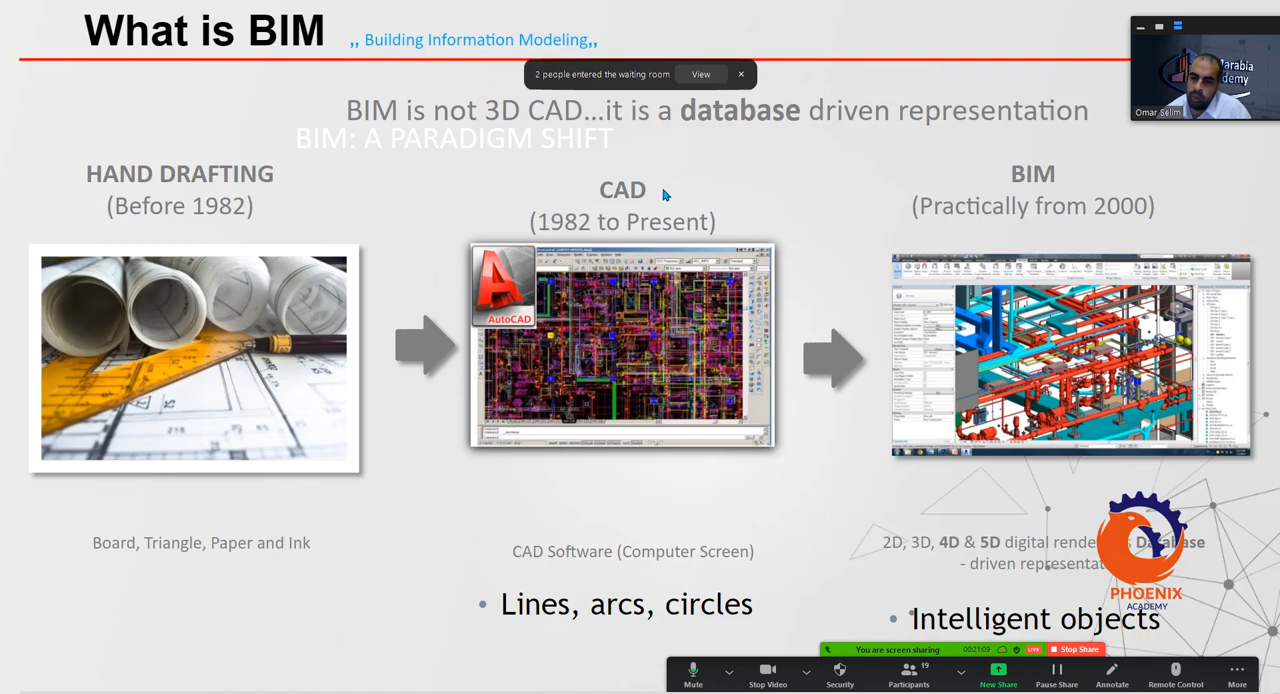 What is BIM
,, Building Information Modeling,,
2 people entered the waiting room
View
BIM is not 3D CAD...it is a database driven representation
BIM: A PARADIGM SHIFT
Omar Selim
HAND DRAFTING
(Before 1982)
CAD
(1982 to Present)
BIM
(Practically from 2000)
AutoCAD
Board, Triangle, Paper and Ink
CAD Software (Computer Screen)
2D, 3D, 4D & 5D digital
- driven
PHOENIX
ACADEMY
• Lines, arcs, circles
• Intelligent objects
You are screen sharing
00:21:09
LIVE
Stop Share
Mute
Stop Video
Security
Participants
19
New Share
Pause Share
Annotate
Remote Control
More